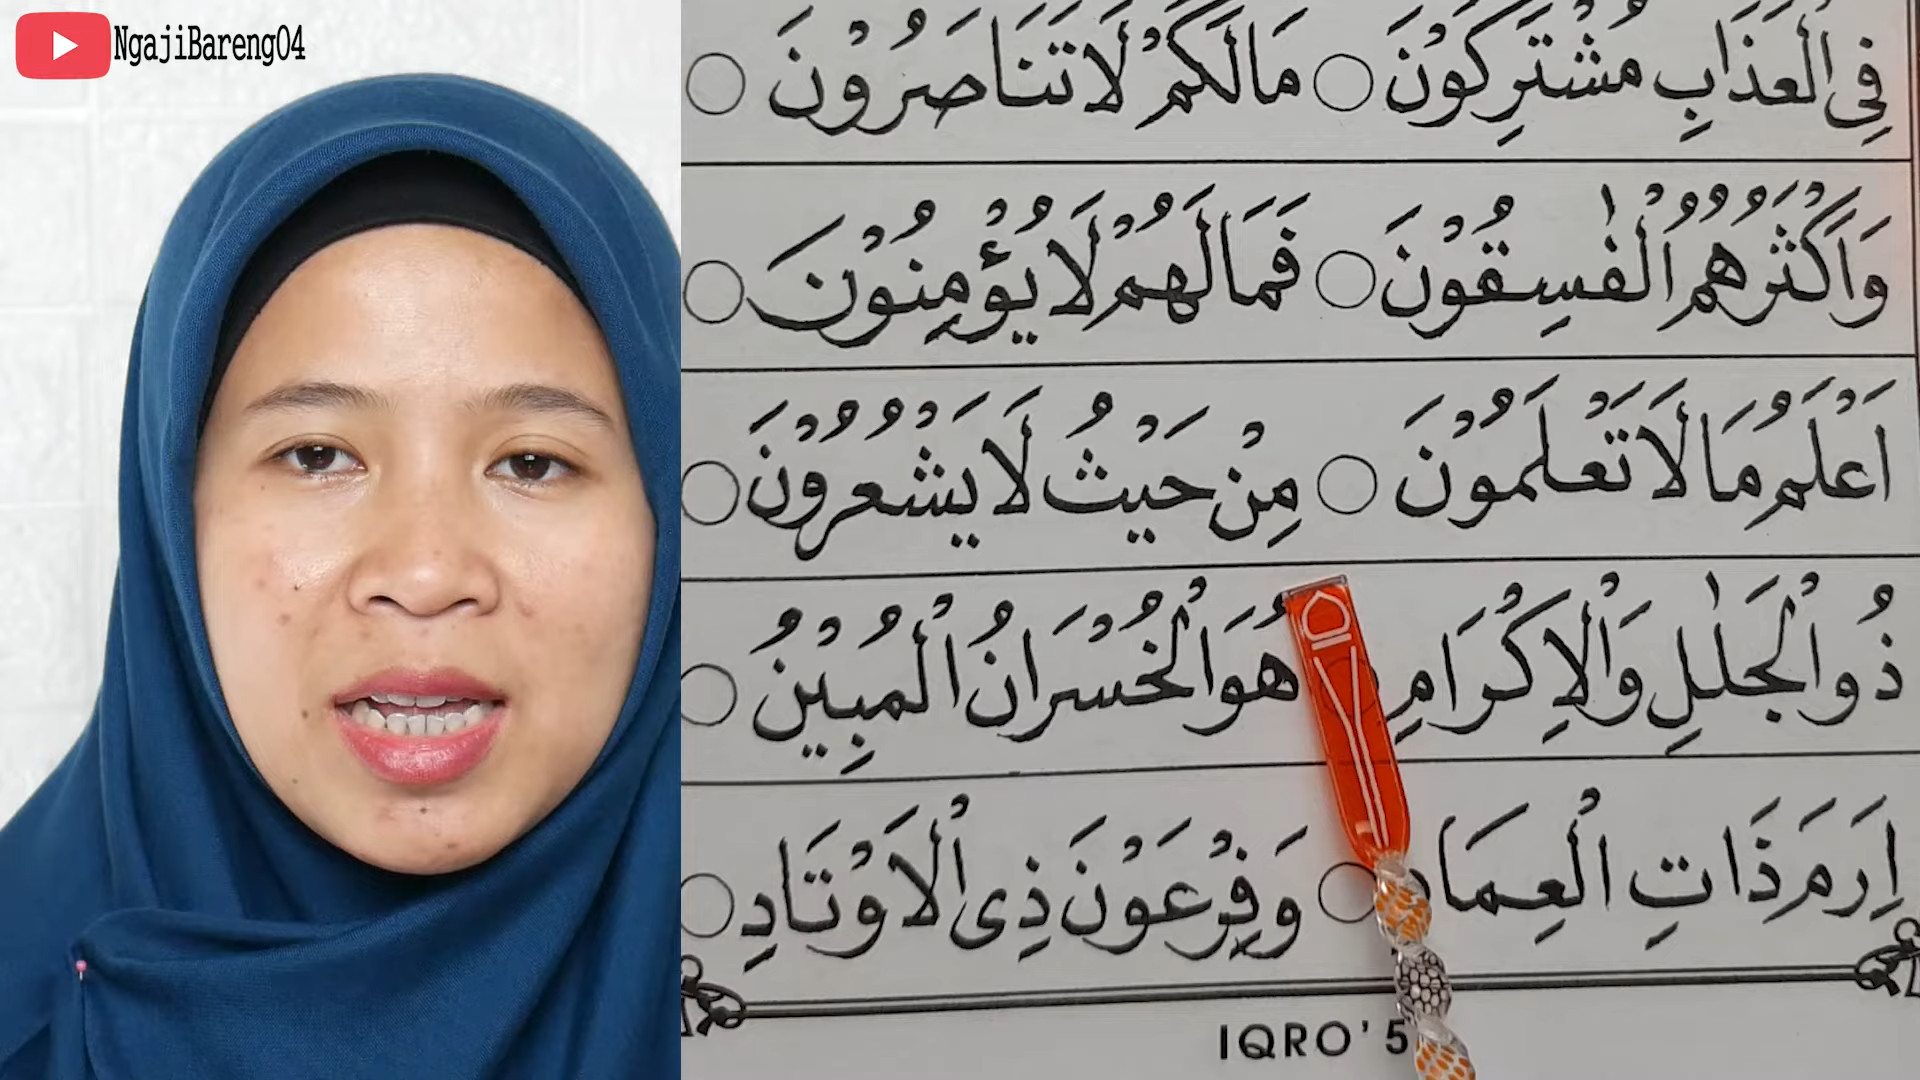 NgajiBareng04
فِى الْعَذَابِ مُشْتَرِكُوْنَ ○ مَالَكُمْ لَا تَنَاصَرُوْنَ ○
وَاَكْثَرُهُمُ الْفٰسِقُوْنَ ○ فَمَا لَهُمْ لَا يُؤْمِنُوْنَ ○
اَعْلَمُ مَا لَا تَعْلَمُوْنَ ○ مِنْ حَيْثُ لَا يَشْعُرُوْنَ ○
ذُو الْجَلٰلِ وَالْاِكْرَامِ ○ هُوَ الْخُسْرَانُ الْمُبِيْنُ ○
اِرَمَ ذَاتِ الْعِمَادِ ○ وَفِرْعَوْنَ ذِى الْاَوْتَادِ ○
IQRO' 5